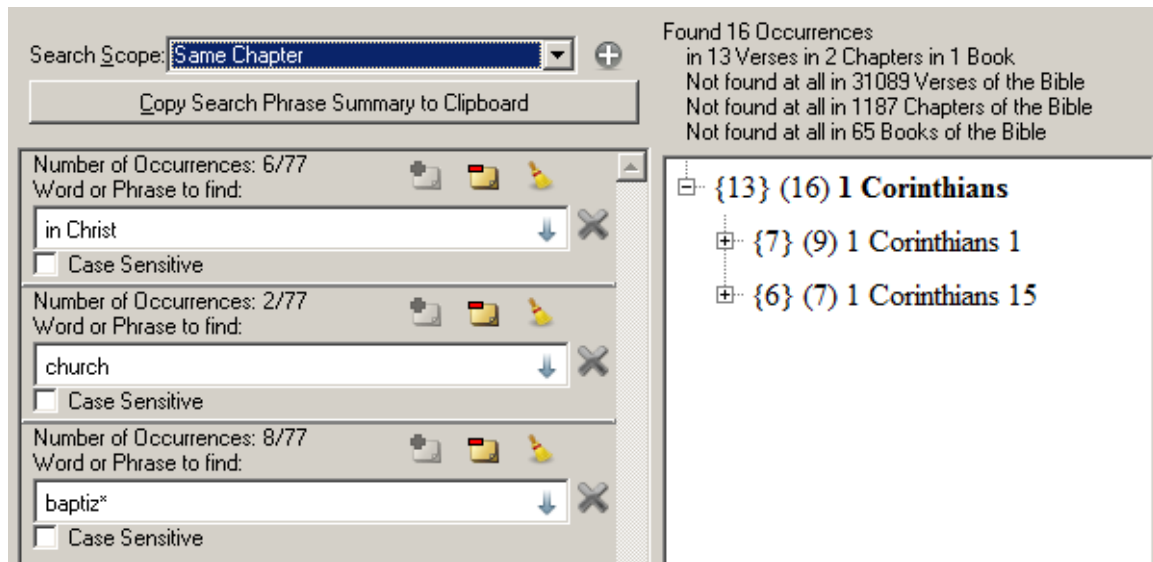 Search Scope: Same Chapter
Copy Search Phrase Summary to Clipboard
Number of Occurrences: 6/77
Word or Phrase to find:
in Christ
Case Sensitive
Number of Occurrences: 2/77
Word or Phrase to find:
church
Case Sensitive
Number of Occurrences: 8/77
Word or Phrase to find:
baptiz*
Case Sensitive
Found 16 Occurrences
in 13 Verses in 2 Chapters in 1 Book
Not found at all in 31089 Verses of the Bible
Not found at all in 1187 Chapters of the Bible
Not found at all in 65 Books of the Bible
{13} (16) 1 Corinthians
{7} (9) 1 Corinthians 1
{6} (7) 1 Corinthians 15